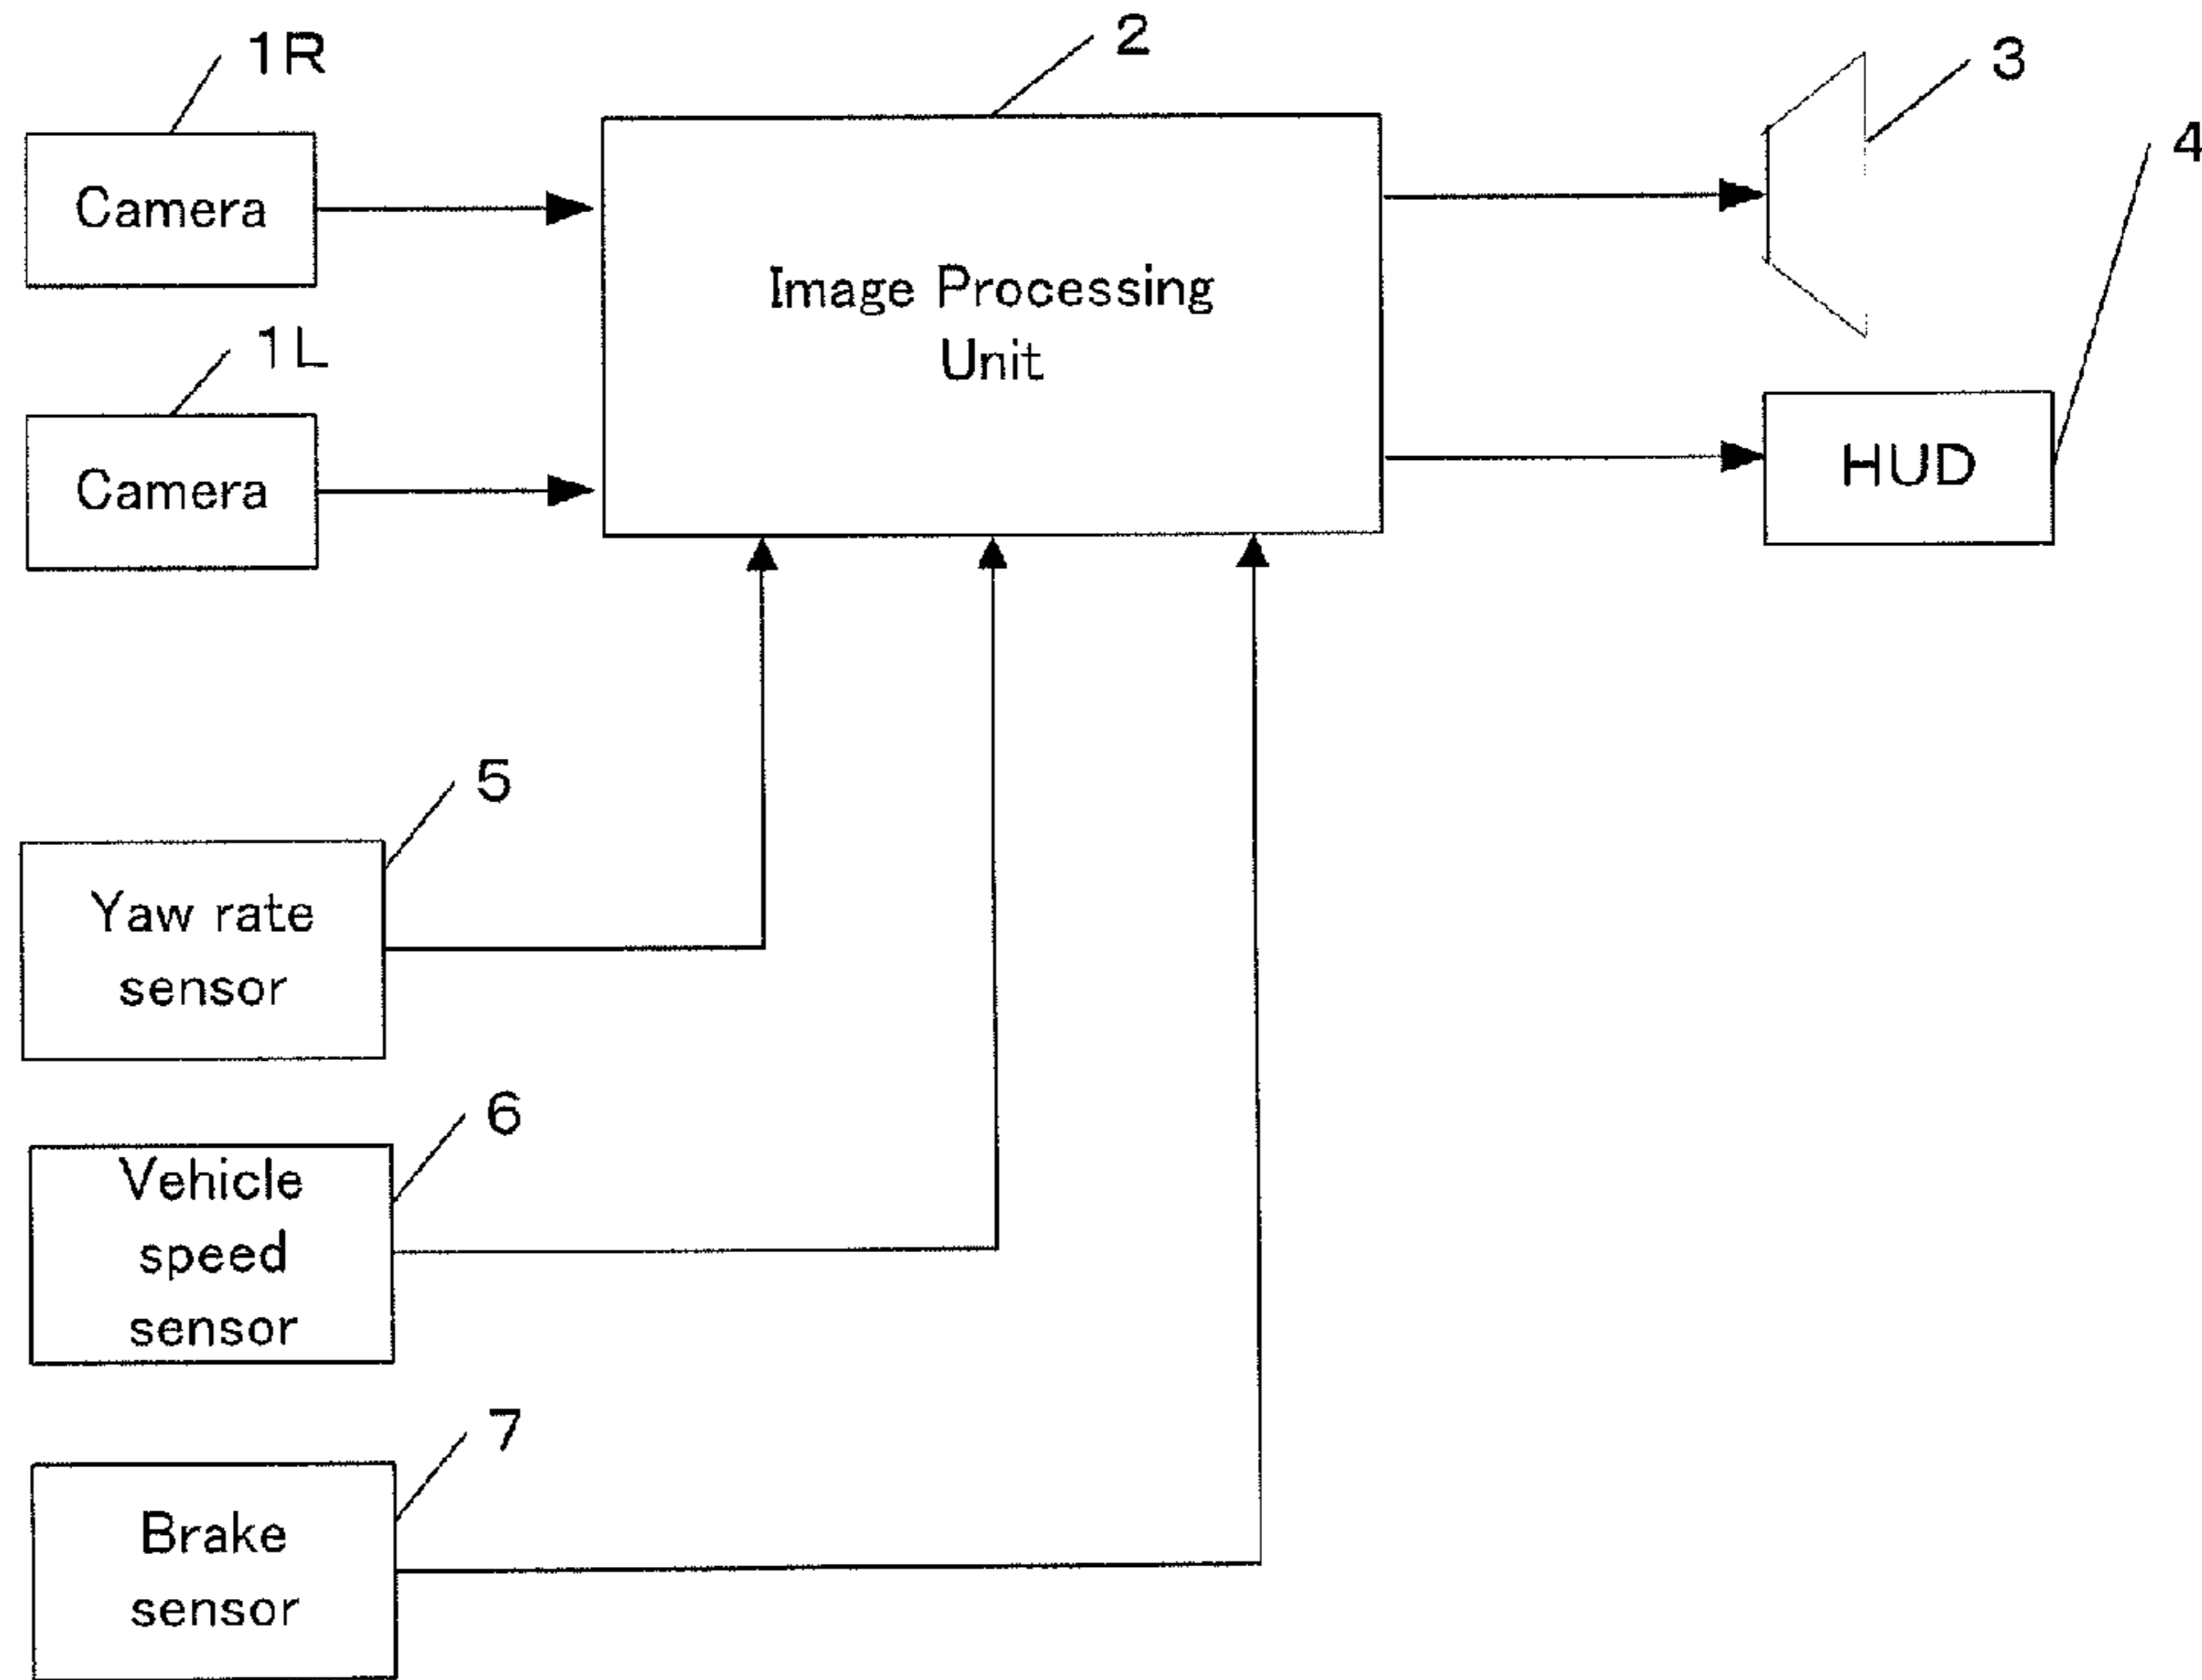 1R
2
3
4
Camera
Image Processing
Unit
1L
Camera
HUD
5
Yaw rate
sensor
6
Vehicle
speed
sensor
7
Brake
sensor